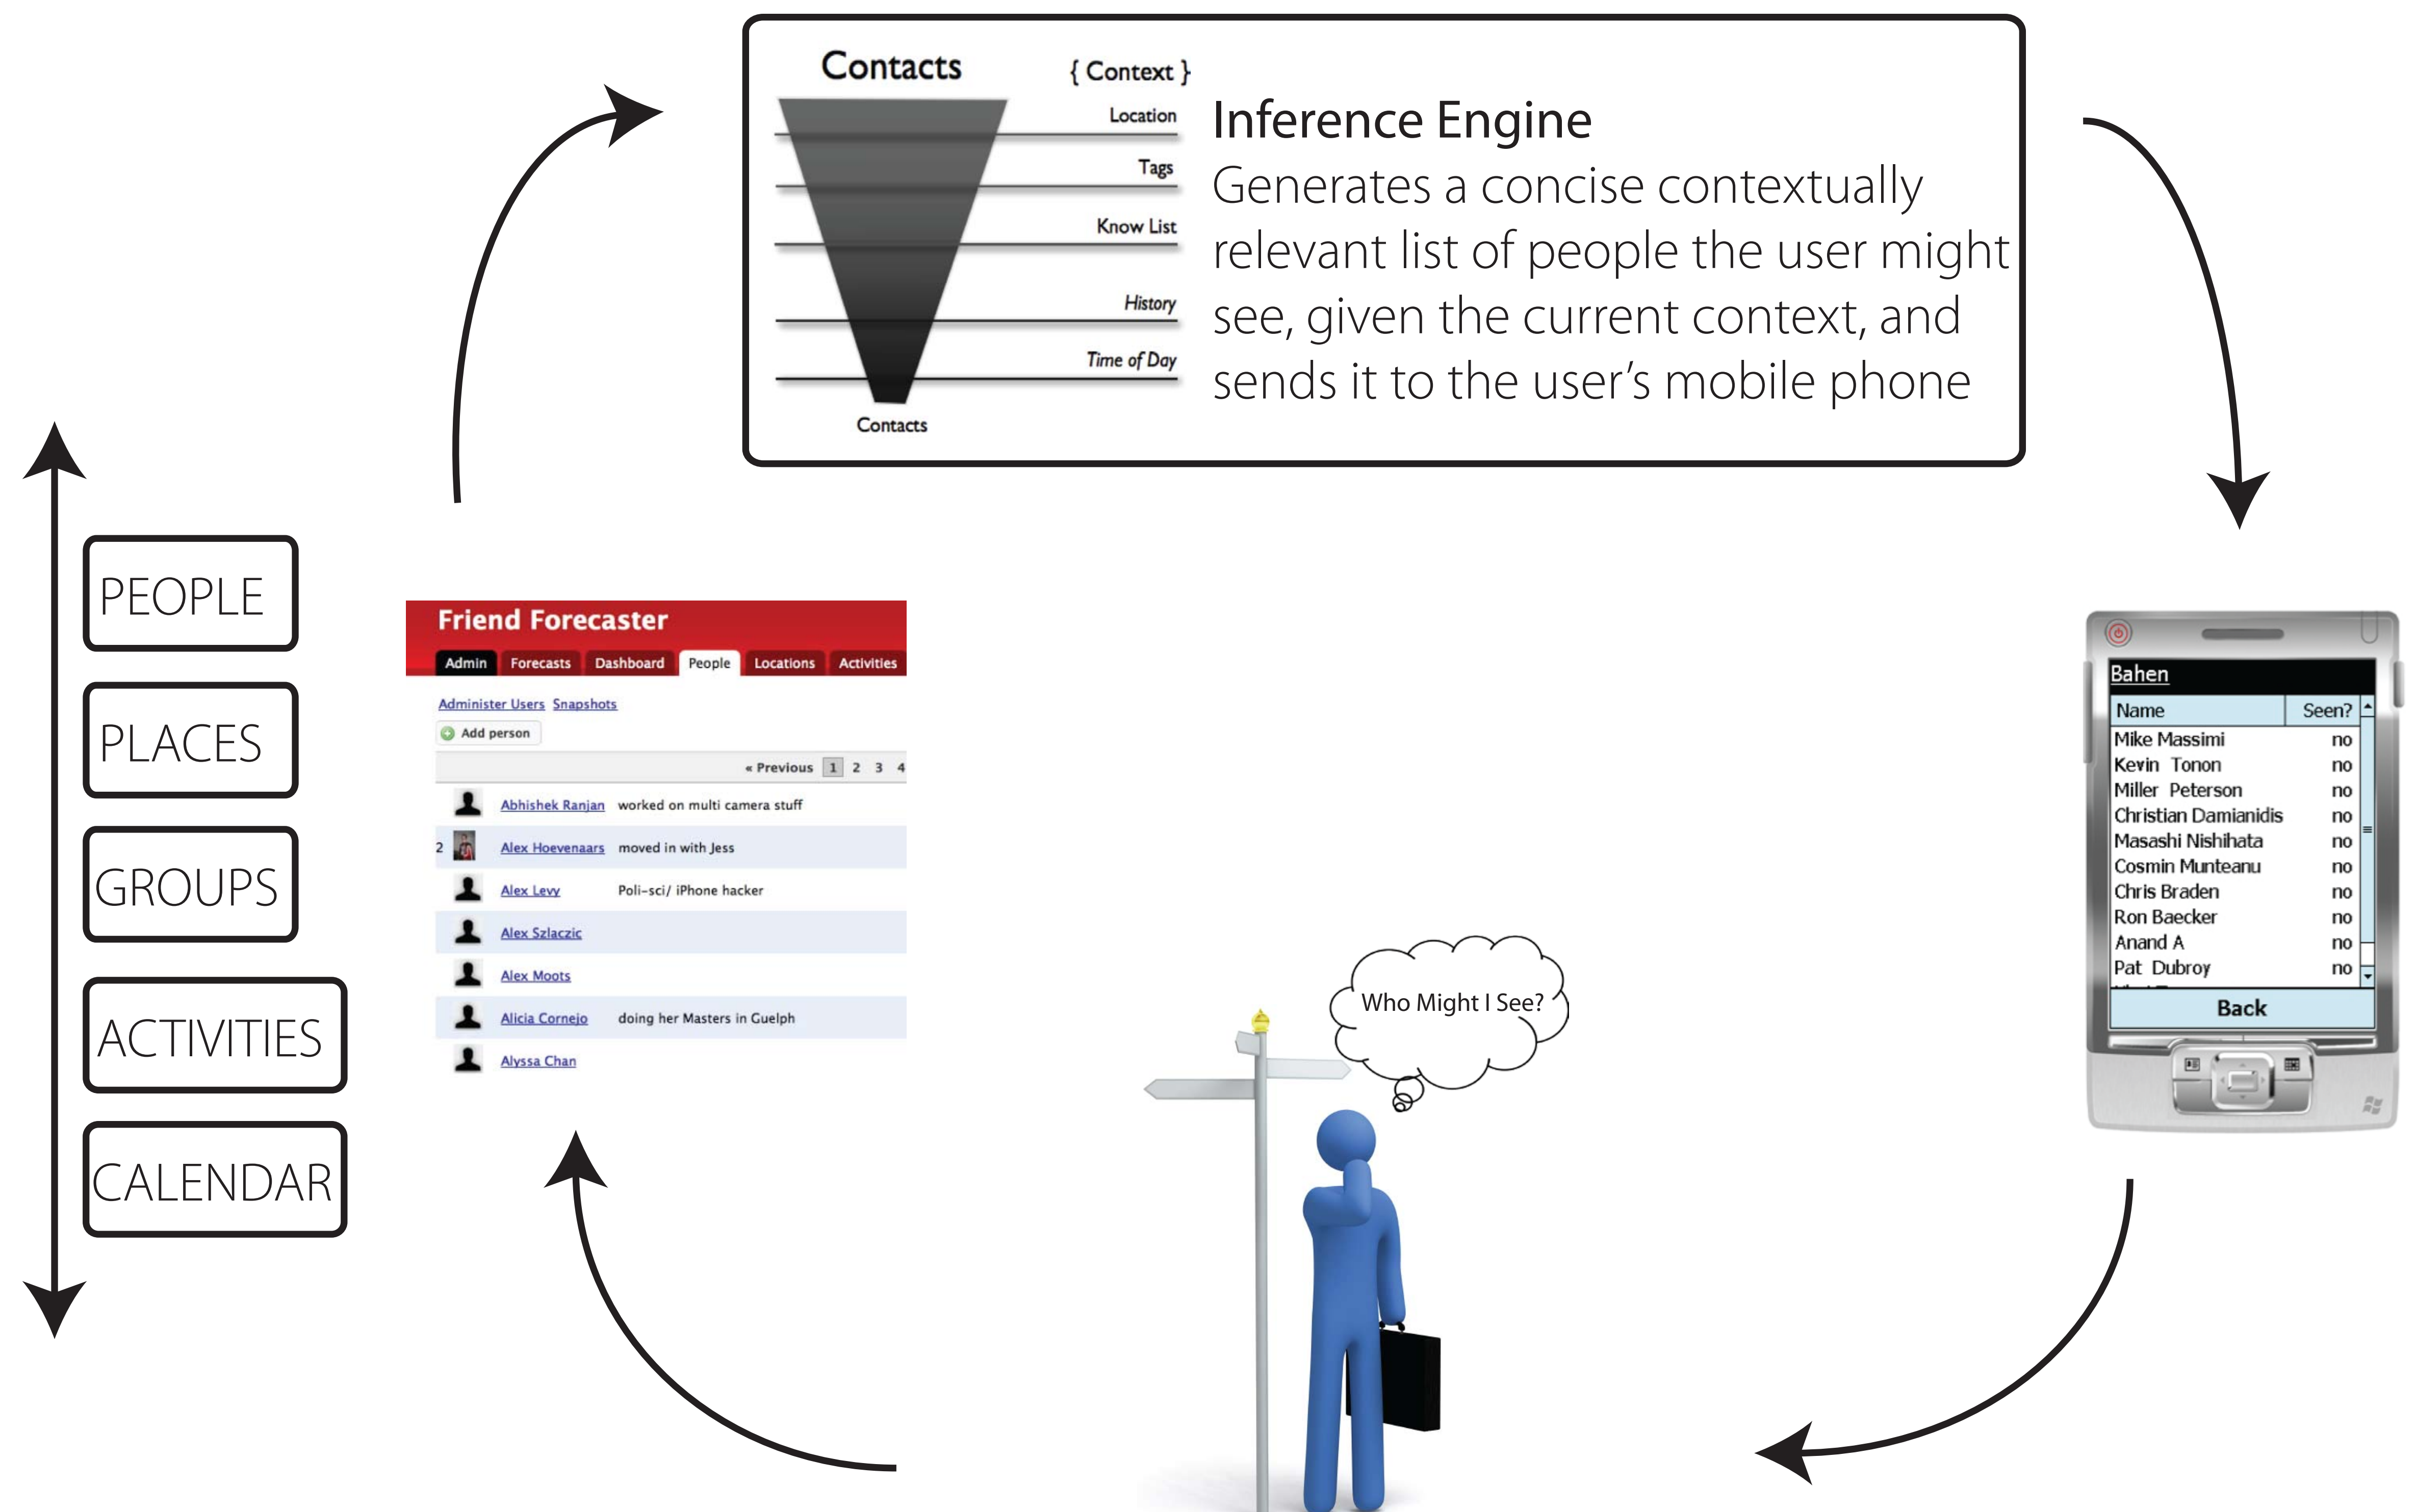 Contacts
{ Context }
Location
Tags
Know List
History
Time of Day
Contacts
Inference Engine
Generates a concise contextually
relevant list of people the user might
see, given the current context, and
sends it to the user's mobile phone
PEOPLE
PLACES
GROUPS
ACTIVITIES
CALENDAR
Friend Forecaster
Admin Forecasts Dashboard People Locations Activities
Administer Users Snapshots
Add person
« Previous 1 2 3 4
Abhishek Ranjan worked on multi camera stuff
2 Alex Hoevenaars moved in with Jess
Alex Levy Poli-sci/ iPhone hacker
Alex Szlaczic
Alex Moots
Alicia Cornejo doing her Masters in Guelph
Alyssa Chan
Who Might I See?
Bahen
Name Seen?
Mike Massimi no
Kevin Tonon no
Miller Peterson no
Christian Damianidis no
Masashi Nishihata no
Cosmin Munteanu no
Chris Braden no
Ron Baecker no
Anand A no
Pat Dubroy no
Back